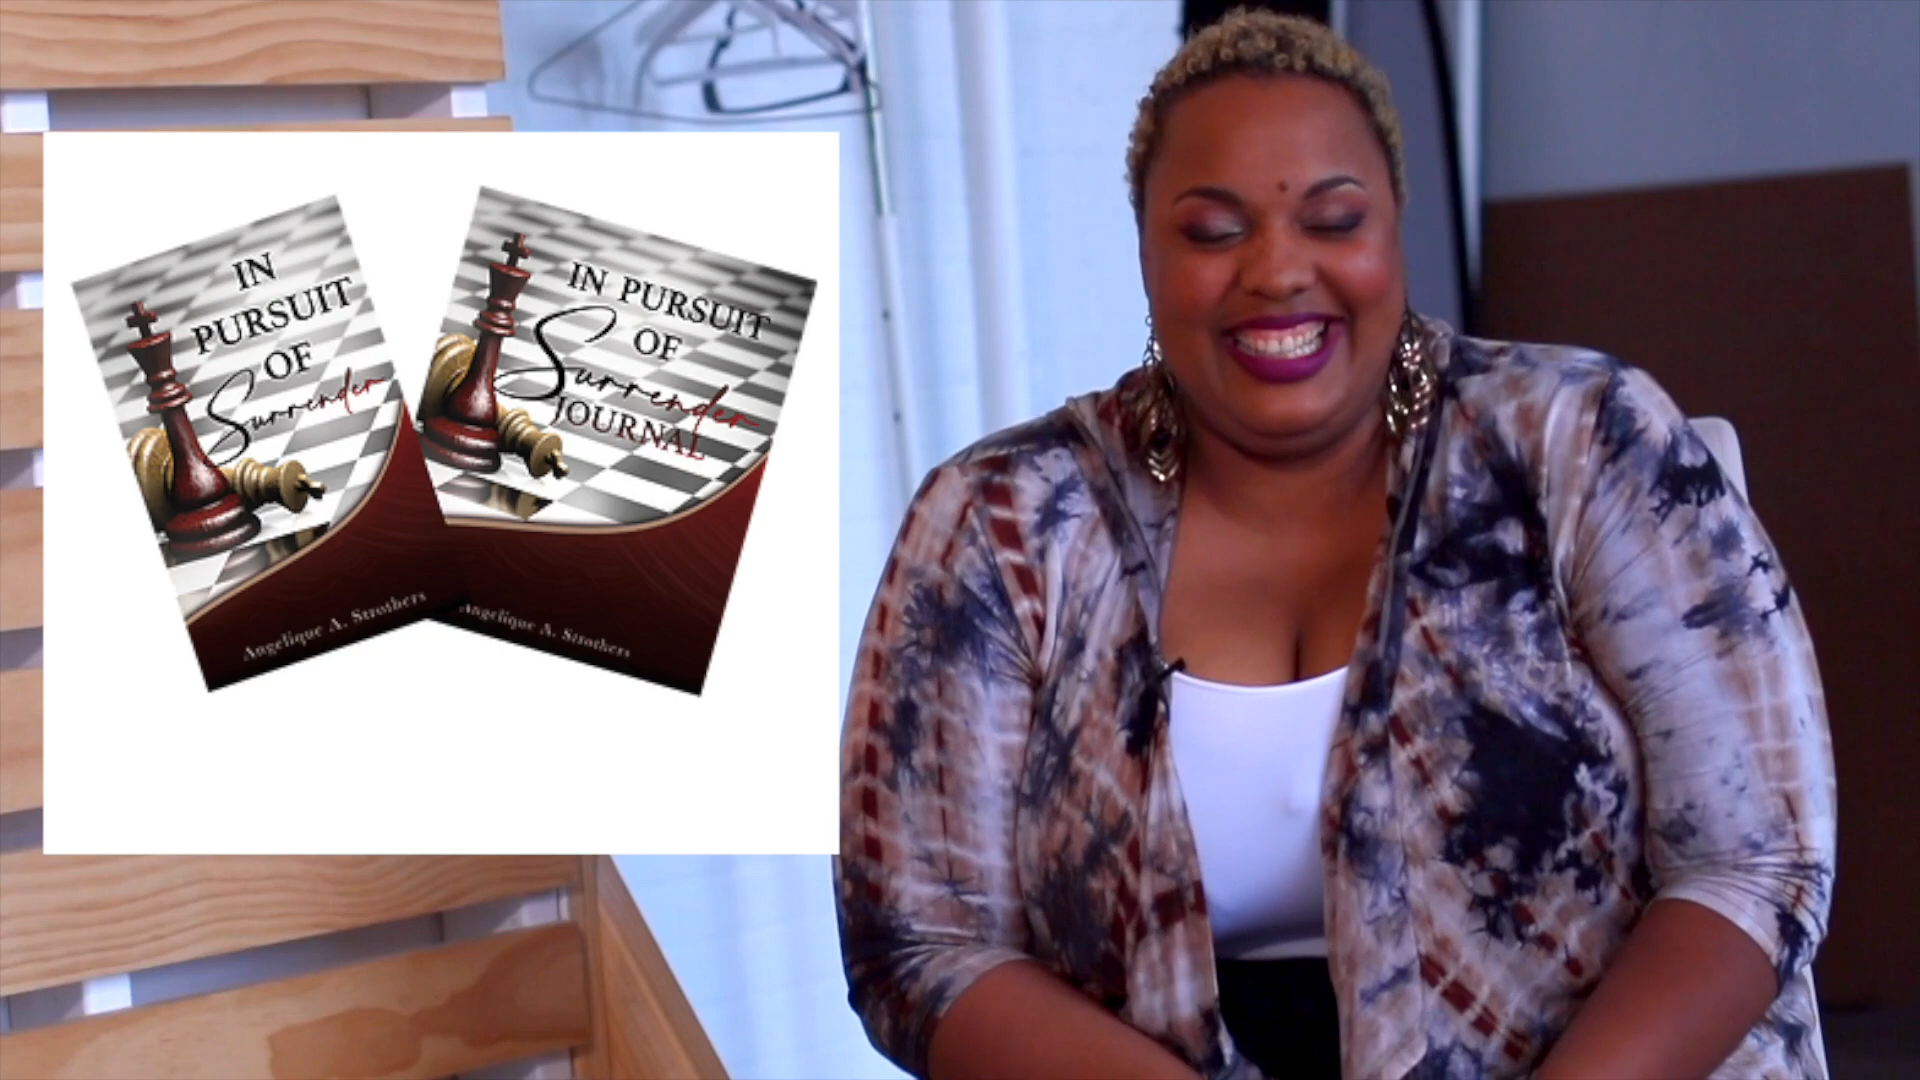 IN
PURSUIT
OF
Surrender
Angelique A. Strothers
IN PURSUIT
OF
Surrender
JOURNAL
Angelique A. Strothers